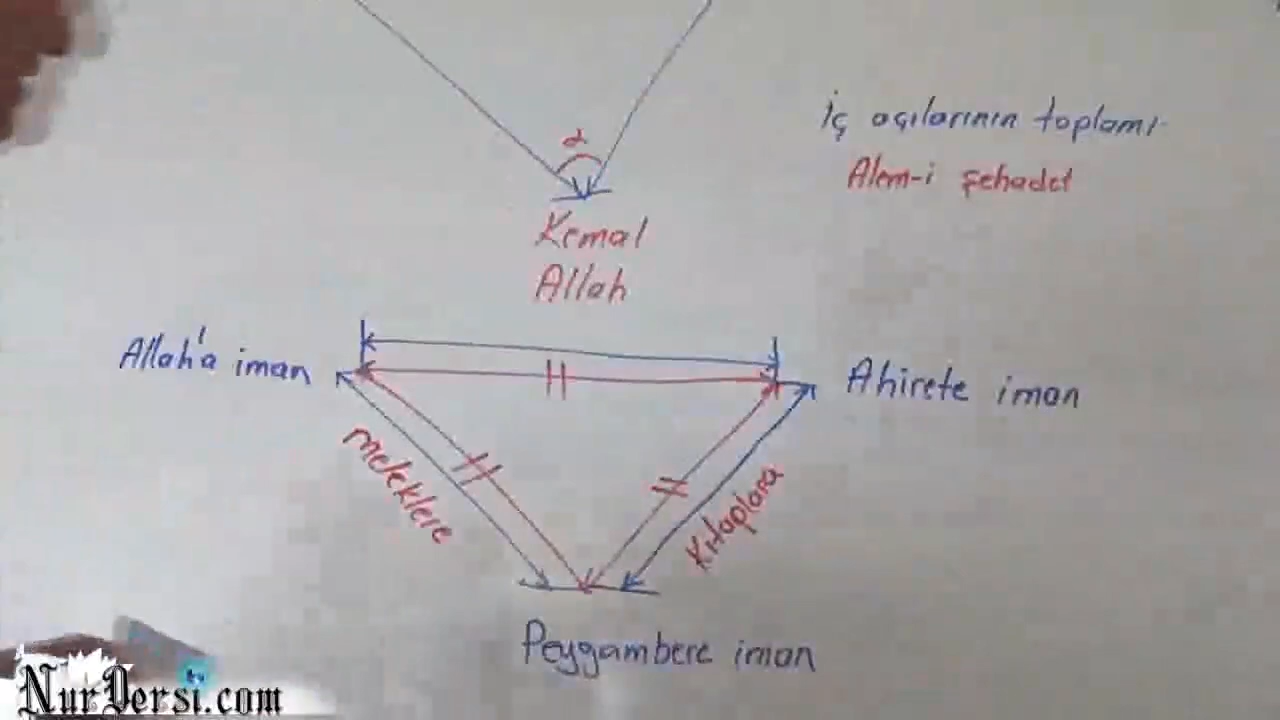 α
İç açılarının toplamı
Alem-i şehadet
Kemal
Allah
Allah'a iman
Ahirete iman
meleklere
Kitaplara
Peygambere iman
NurDersi.com